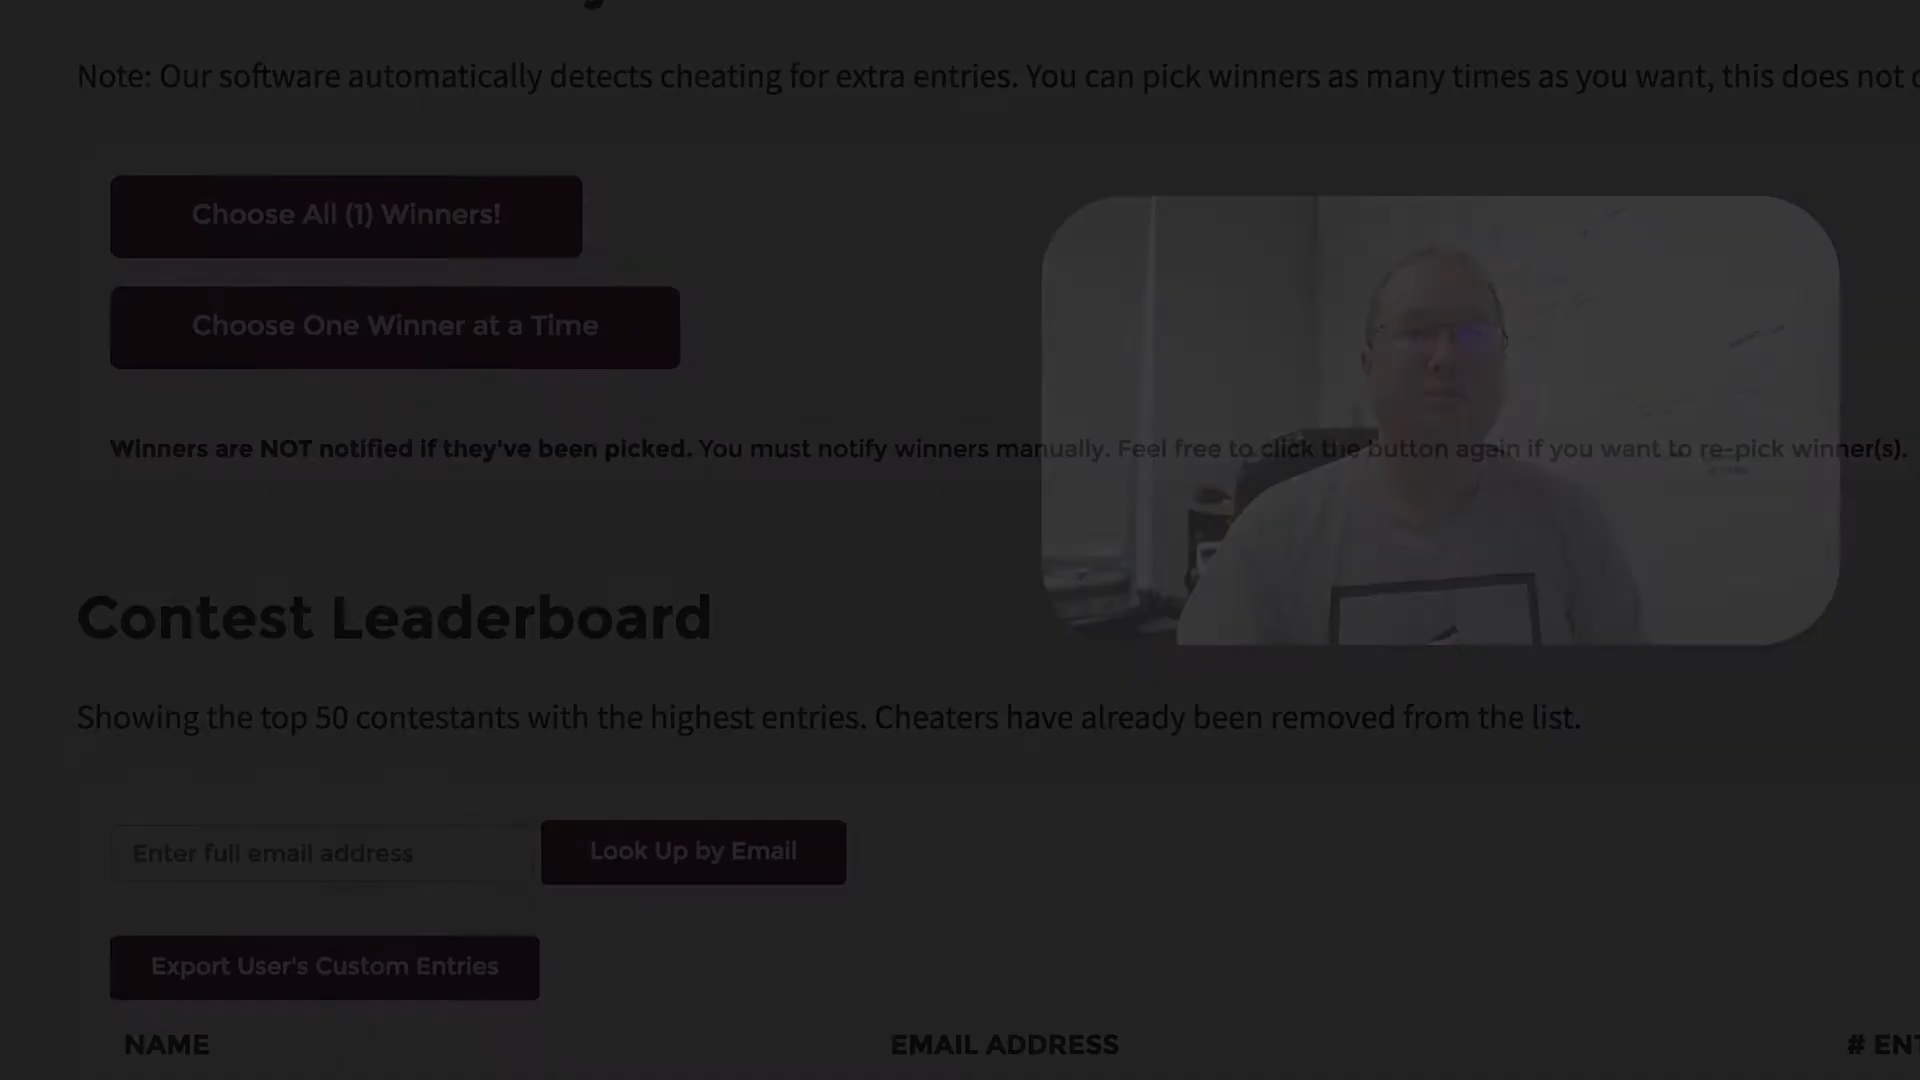 Note: Our software automatically detects cheating for extra entries. You can pick winners as many times as you want, this does not
Choose All (1) Winners!
Choose One Winner at a Time
Winners are NOT notified if they've been picked. You must notify winners manually. Feel free to click the button again if you want to re-pick winner(s).
Contest Leaderboard
Showing the top 50 contestants with the highest entries. Cheaters have already been removed from the list.
Enter full email address
Look Up by Email
Export User's Custom Entries
NAME
EMAIL ADDRESS
#